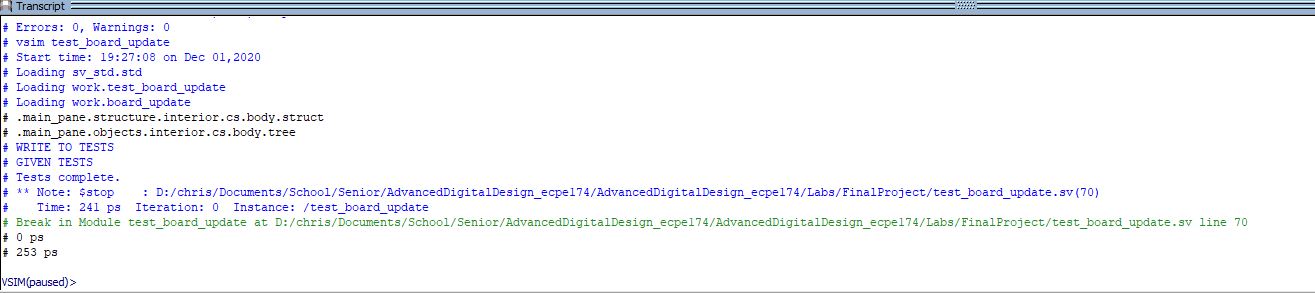 Transcript
# Errors: 0, Warnings: 0
# vsim test_board_update
# Start time: 19:27:08 on Dec 01,2020
# Loading sv_std.std
# Loading work.test_board_update
# Loading work.board_update
# .main_pane.structure.interior.cs.body.struct
# .main_pane.objects.interior.cs.body.tree
# WRITE TO TESTS
# GIVEN TESTS
# Tests complete.
# ** Note: $stop    : D:/chris/Documents/School/Senior/AdvancedDigitalDesign_ecpe174/AdvancedDigitalDesign_ecpe174/Labs/FinalProject/test_board_update.sv(70)
#    Time: 241 ps  Iteration: 0  Instance: /test_board_update
# Break in Module test_board_update at D:/chris/Documents/School/Senior/AdvancedDigitalDesign_ecpe174/AdvancedDigitalDesign_ecpe174/Labs/FinalProject/test_board_update.sv line 70
# 0 ps
# 253 ps
VSIM(paused)>